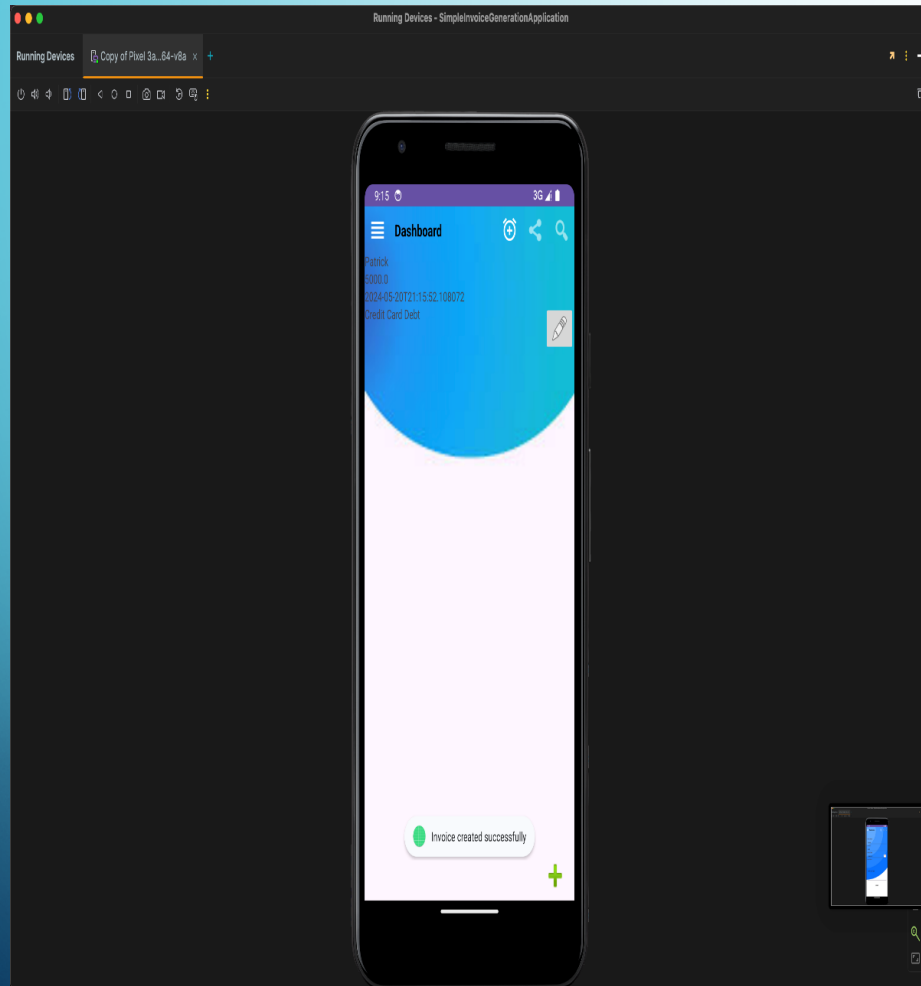 Running Devices - SimpleInvoiceGenerationApplication
Running Devices
Copy of Pixel 3a...64-v8a
9:15
3G
Dashboard
Patrick
5000.0
2024-05-20T21:15:52.108072
Credit Card Debt
Invoice created successfully